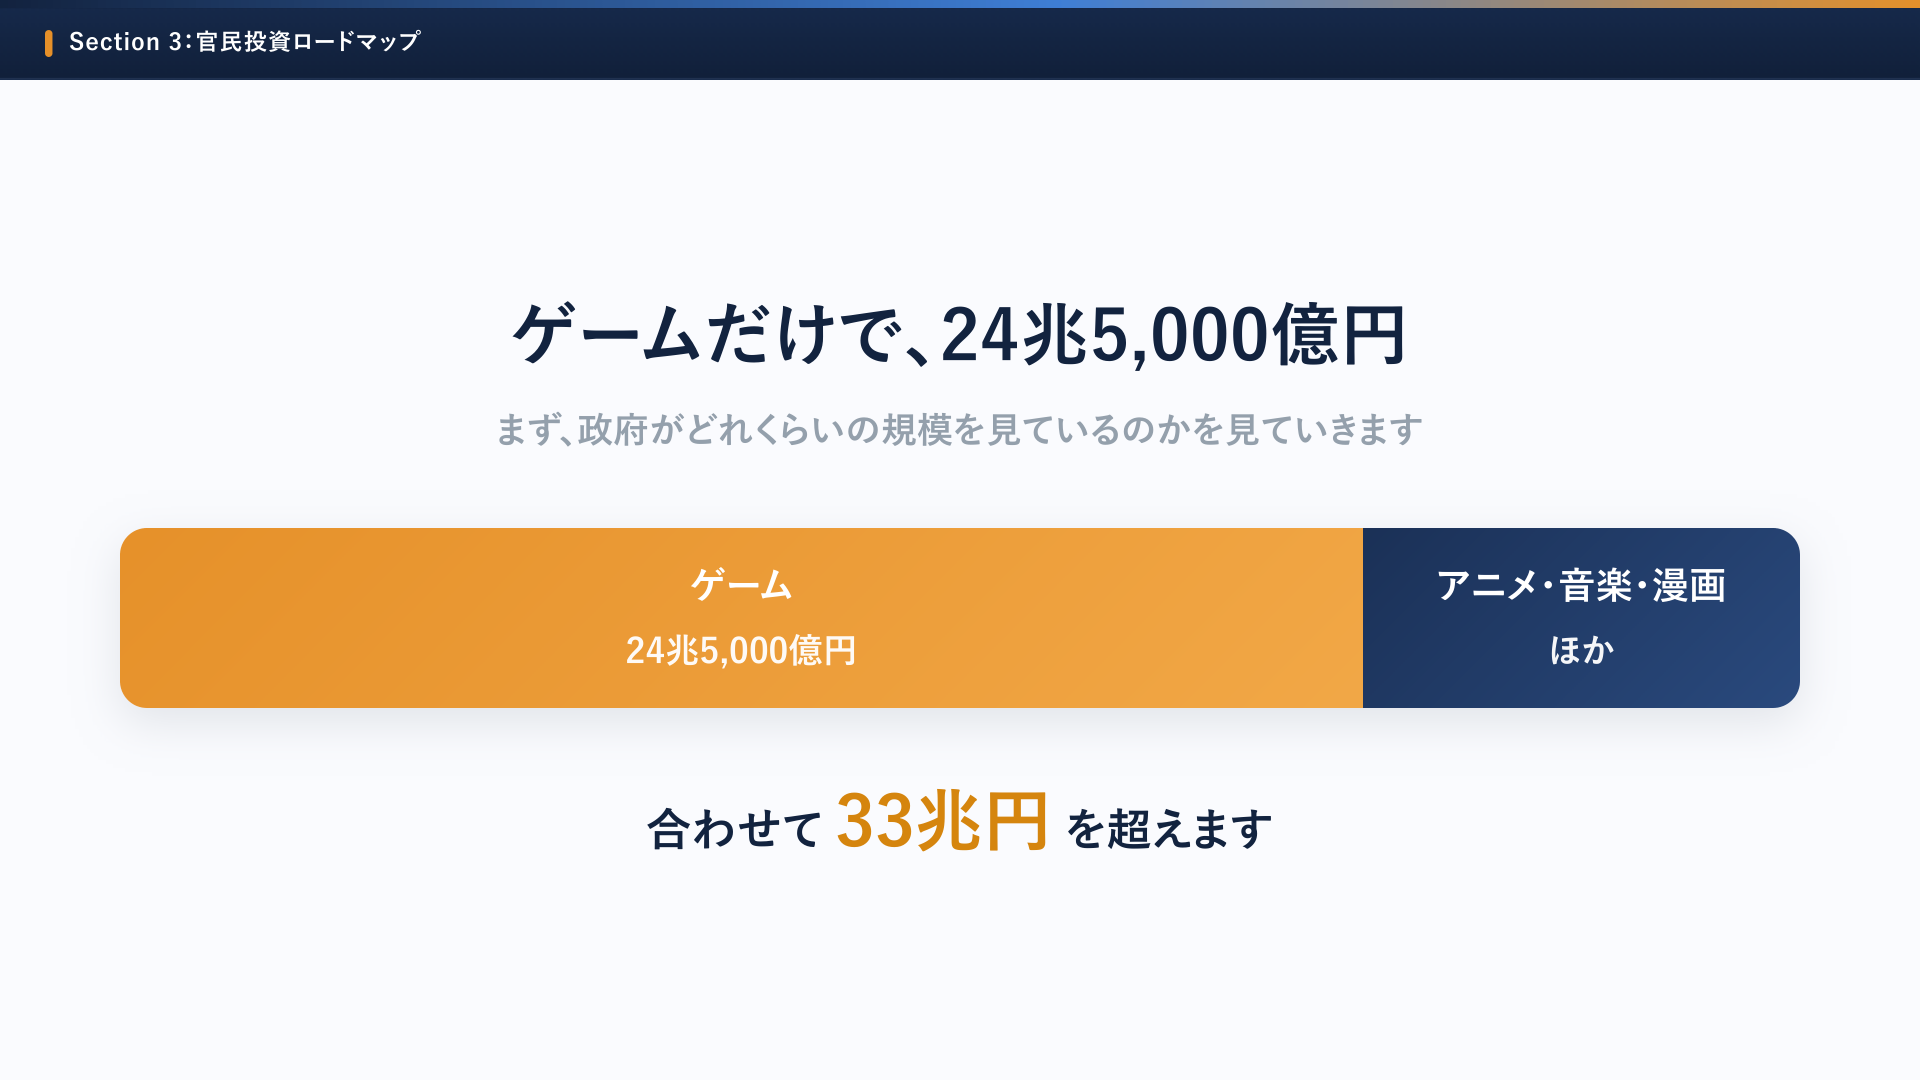 Section 3：官民投資ロードマップ
ゲームだけで、24兆5,000億円
まず、政府がどれくらいの規模を見ているのかを見ていきます
ゲーム
24兆5,000億円
アニメ・音楽・漫画
ほか
合わせて 33兆円 を超えます